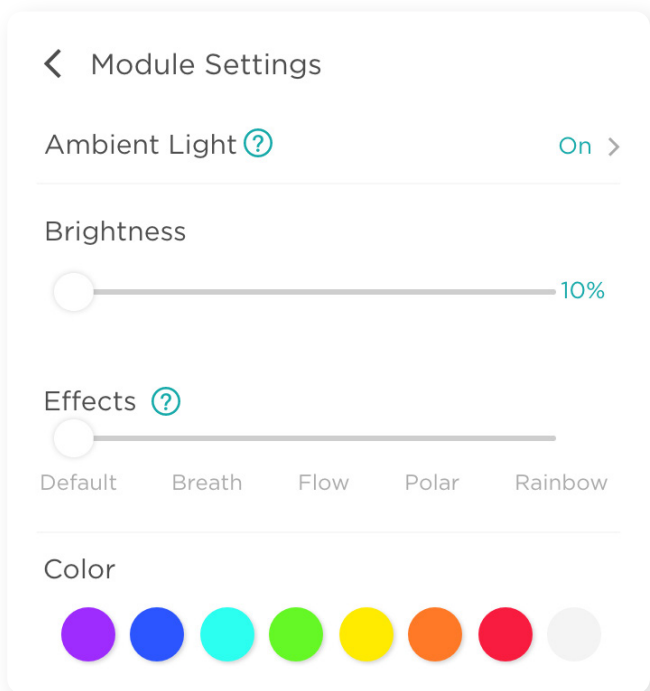 Module Settings
Ambient Light ? On
Brightness
10%
Effects ?
Default Breath Flow Polar Rainbow
Color